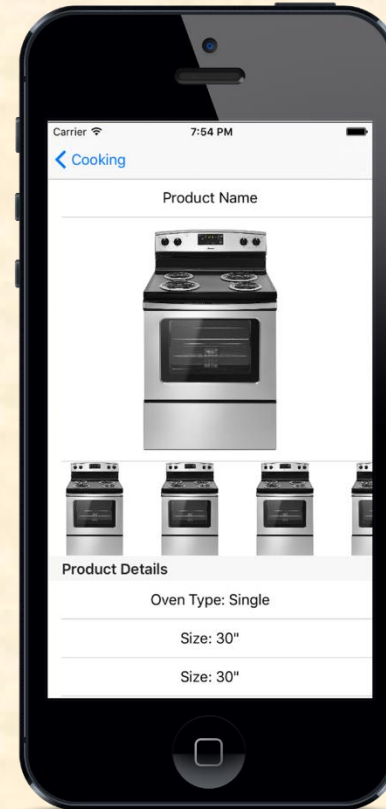 Carrier 7:54 PM
Cooking
Product Name
Product Details
Oven Type: Single
Size: 30"
Size: 30"